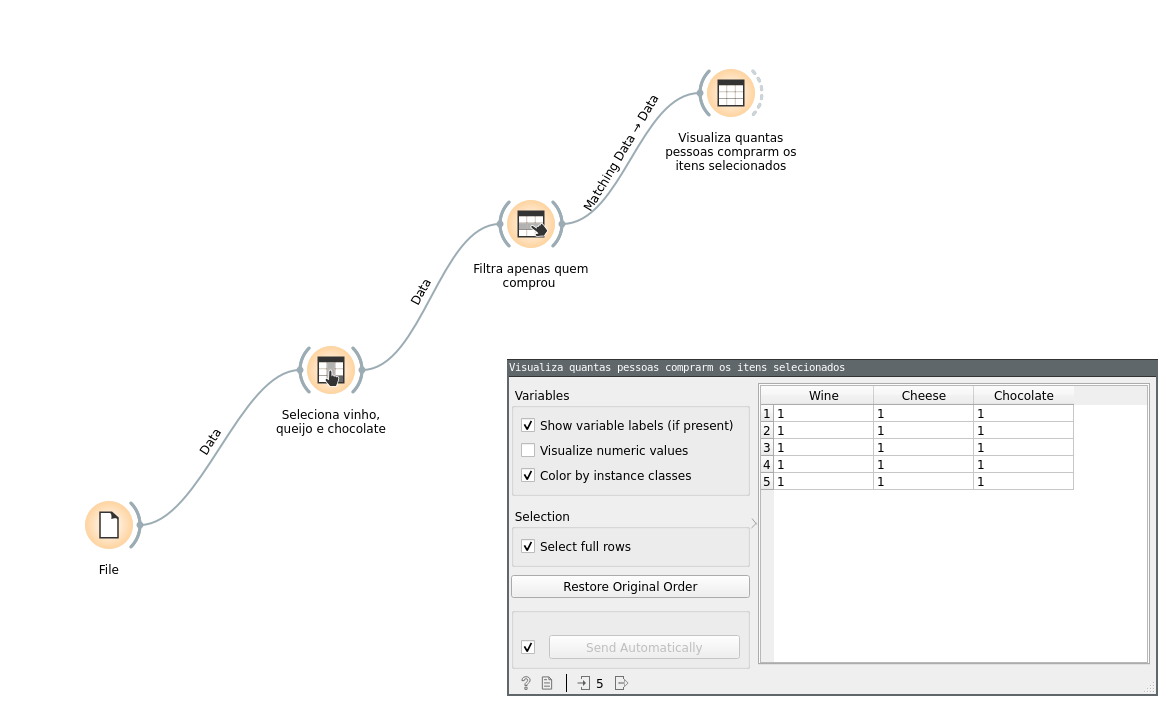 Visualiza quantas
pessoas comprarm os
itens selecionados
Matching Data → Data
Filtra apenas quem
comprou
Data
Seleciona vinho,
queijo e chocolate
Data
File
Visualiza quantas pessoas comprarm os itens selecionados
Variables
Show variable labels (if present)
Visualize numeric values
Color by instance classes
Selection
Select full rows
Restore Original Order
Send Automatically
? 5
Wine Cheese Chocolate
1 1 1 1
2 1 1 1
3 1 1 1
4 1 1 1
5 1 1 1